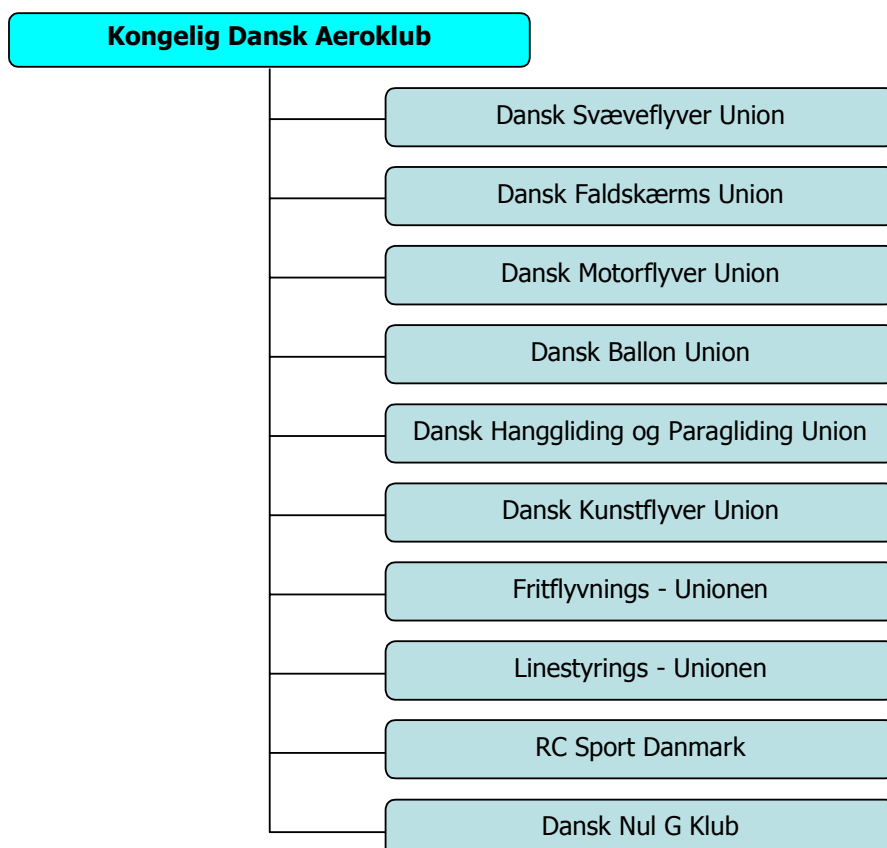 Kongelig Dansk Aeroklub
Dansk Svæveflyver Union
Dansk Faldskærms Union
Dansk Motorflyver Union
Dansk Ballon Union
Dansk Hanggliding og Paragliding Union
Dansk Kunstflyver Union
Fritflyvnings - Unionen
Linestyrings - Unionen
RC Sport Danmark
Dansk Nul G Klub